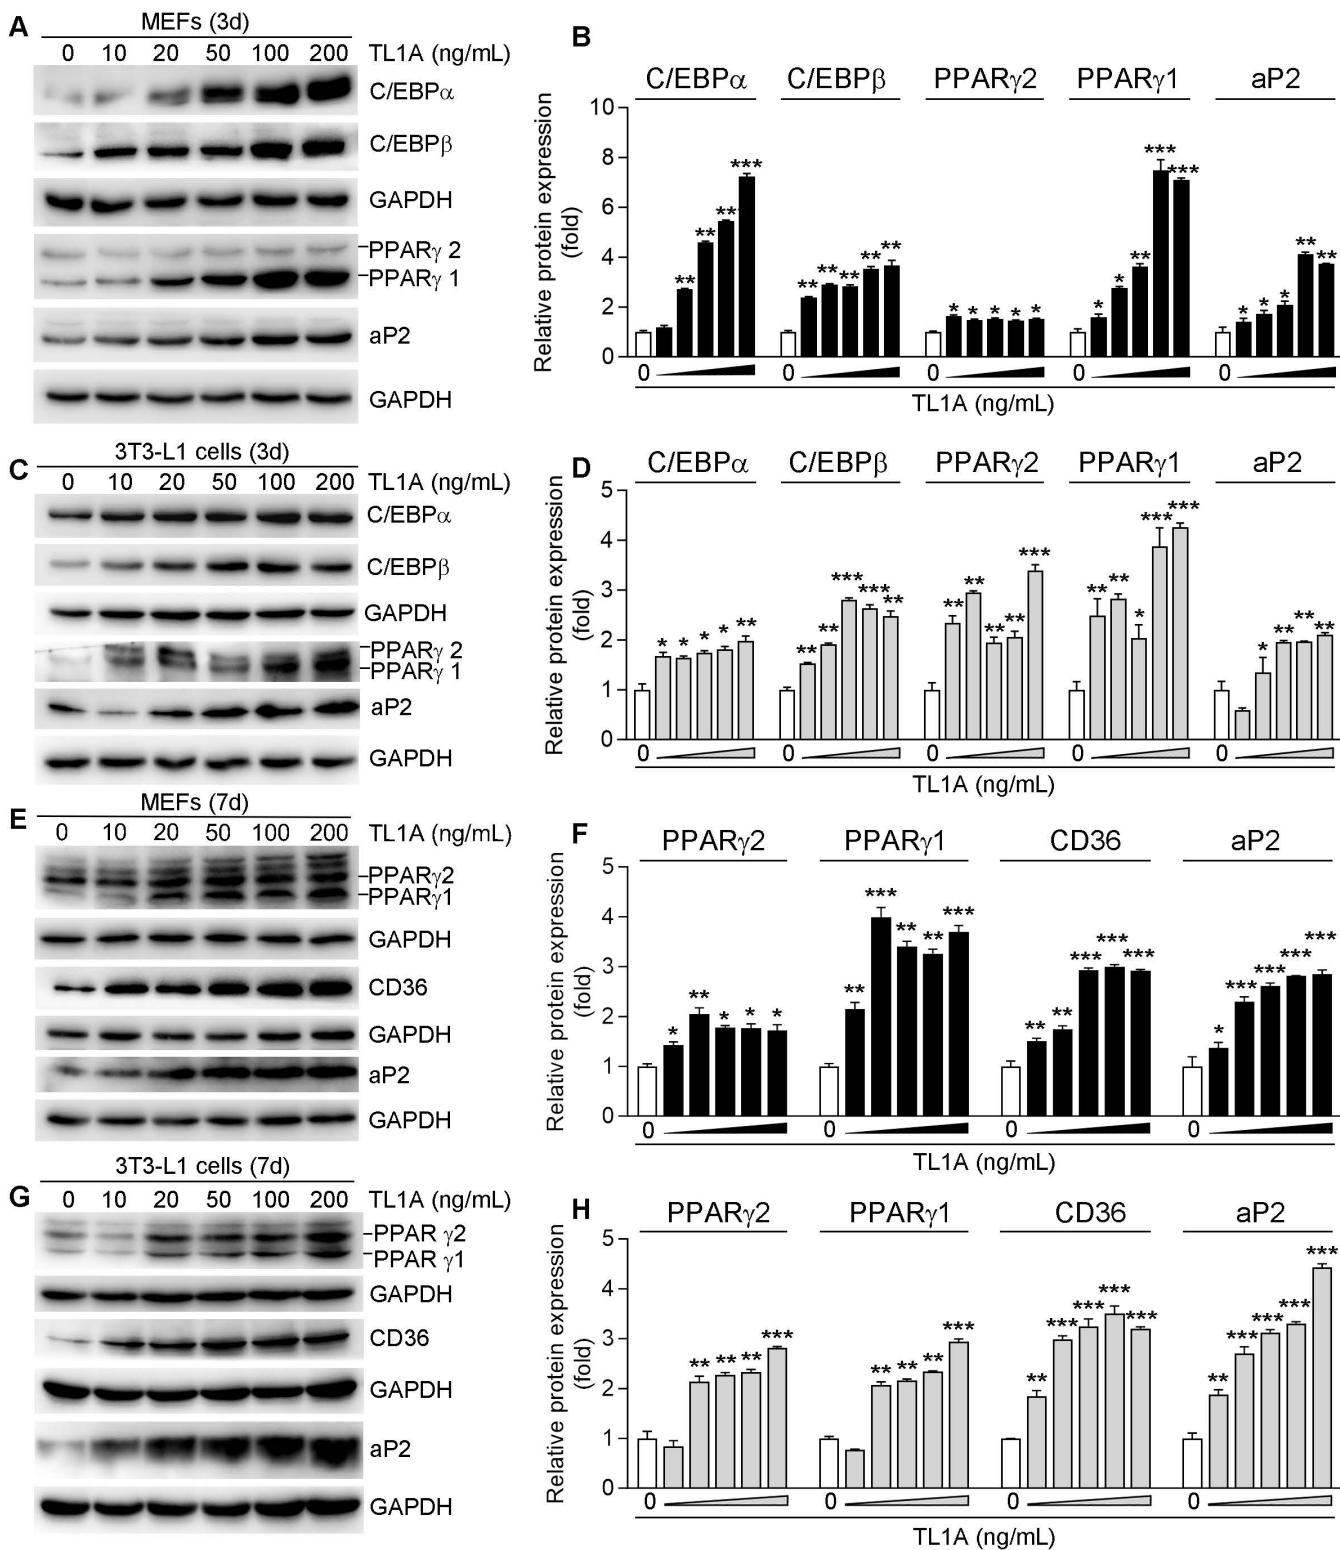 A
MEFs (3d)
0 10 20 50 100 200 TL1A (ng/mL)
C/EBPα
C/EBPβ
GAPDH
PPARγ 2
PPARγ 1
aP2
GAPDH
B
C/EBPα C/EBPβ PPARγ2 PPARγ1 aP2
Relative protein expression
(fold)
10
8
6
4
2
0
** ** ** *** ** ** ** ** ** * * * * * * * ** *** *** * * * ** **
0 0 0 0 0
TL1A (ng/mL)
C
3T3-L1 cells (3d)
0 10 20 50 100 200 TL1A (ng/mL)
C/EBPα
C/EBPβ
GAPDH
PPARγ 2
PPARγ 1
aP2
GAPDH
D
C/EBPα C/EBPβ PPARγ2 PPARγ1 aP2
Relative protein expression
(fold)
5
4
3
2
1
0
* * * * ** ** ** *** *** ** ** ** ** ** *** ** ** * *** *** * ** ** **
0 0 0 0 0
TL1A (ng/mL)
E
MEFs (7d)
0 10 20 50 100 200 TL1A (ng/mL)
PPARγ2
PPARγ1
GAPDH
CD36
GAPDH
aP2
GAPDH
F
PPARγ2 PPARγ1 CD36 aP2
Relative protein expression
(fold)
5
4
3
2
1
0
* ** * * * ** *** ** ** *** ** ** *** *** *** * *** *** *** ***
0 0 0 0
TL1A (ng/mL)
G
3T3-L1 cells (7d)
0 10 20 50 100 200 TL1A (ng/mL)
PPAR γ2
PPAR γ1
GAPDH
CD36
GAPDH
aP2
GAPDH
H
PPARγ2 PPARγ1 CD36 aP2
Relative protein expression
(fold)
5
4
3
2
1
0
** ** ** *** ** ** ** *** ** *** *** *** *** ** *** *** *** ***
0 0 0 0
TL1A (ng/mL)